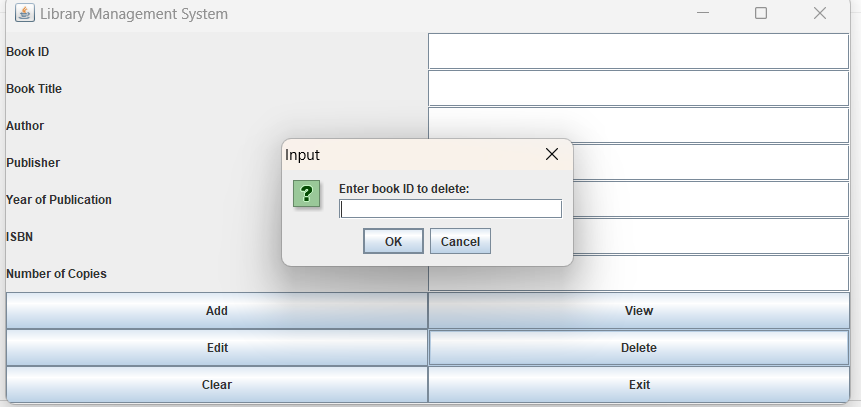 Library Management System
Book ID
Book Title
Author
Publisher
Year of Publication
ISBN
Number of Copies
Input
?
Enter book ID to delete:
OK Cancel
Add View
Edit Delete
Clear Exit